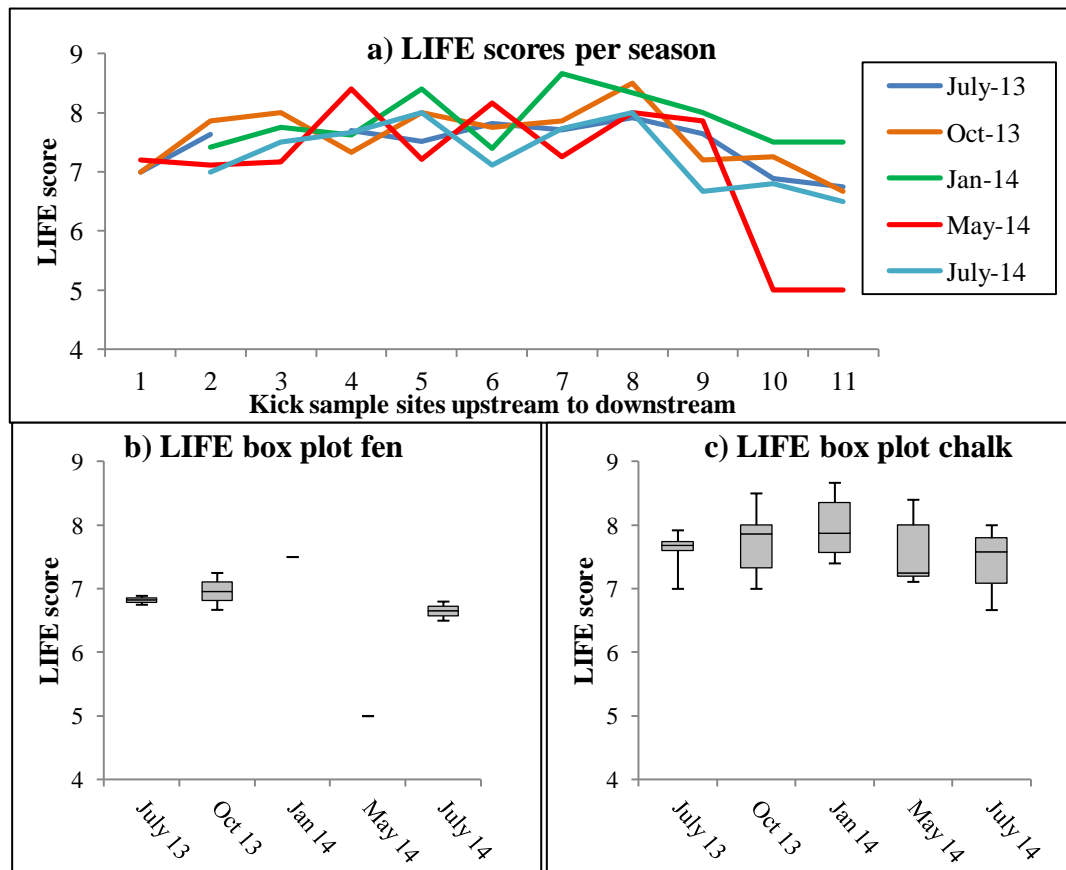 a) LIFE scores per season
9
8
7
6
5
4
LIFE score
1 2 3 4 5 6 7 8 9 10 11
Kick sample sites upstream to downstream
July-13
Oct-13
Jan-14
May-14
July-14
b) LIFE box plot fen
9
8
7
6
5
4
LIFE score
July 13
Oct 13
Jan 14
May 14
July 14
c) LIFE box plot chalk
9
8
7
6
5
4
LIFE score
July 13
Oct 13
Jan 14
May 14
July 14